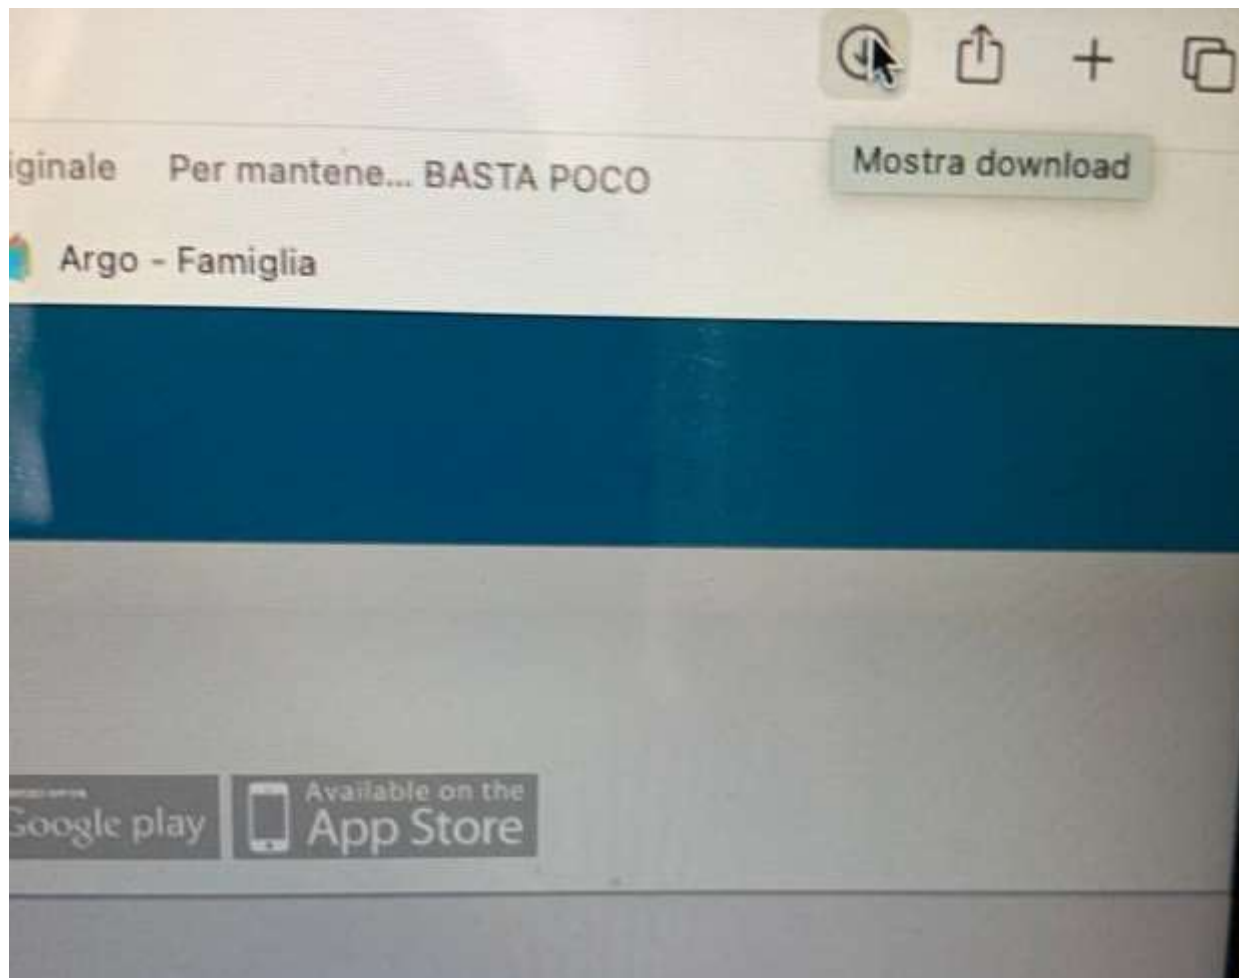 Mostra download
iginale Per mantene... BASTA POCO
Argo - Famiglia
Google play
Available on the
App Store